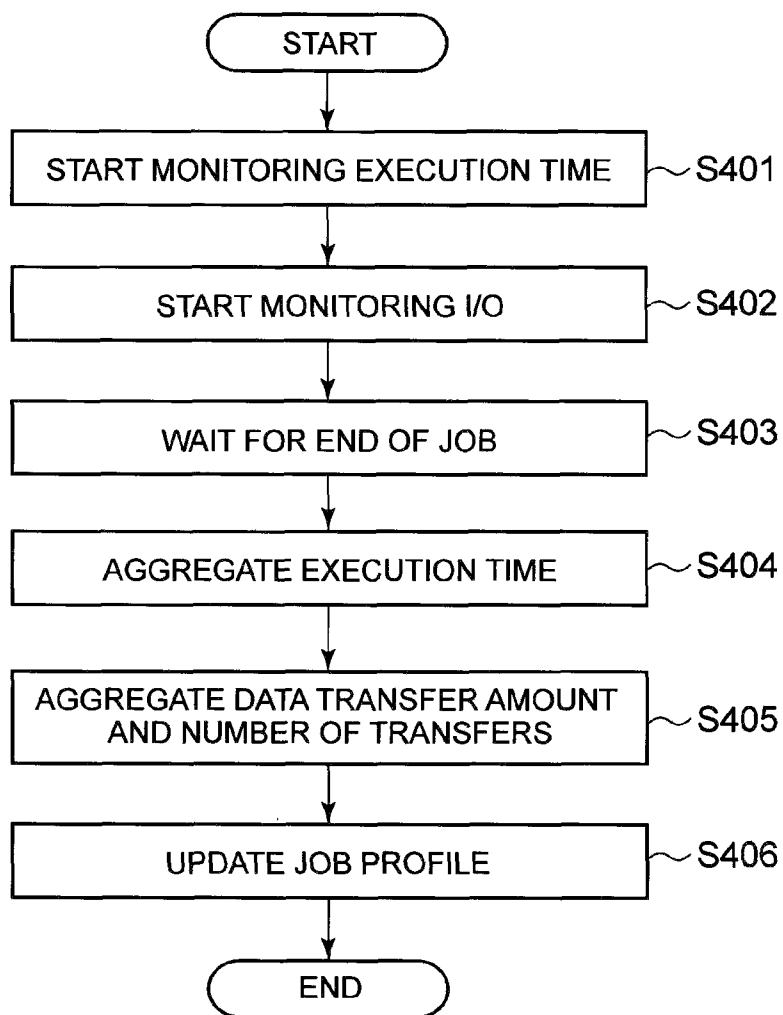 START
START MONITORING EXECUTION TIME
S401
START MONITORING I/O
S402
WAIT FOR END OF JOB
S403
AGGREGATE EXECUTION TIME
S404
AGGREGATE DATA TRANSFER AMOUNT
AND NUMBER OF TRANSFERS
S405
UPDATE JOB PROFILE
S406
END